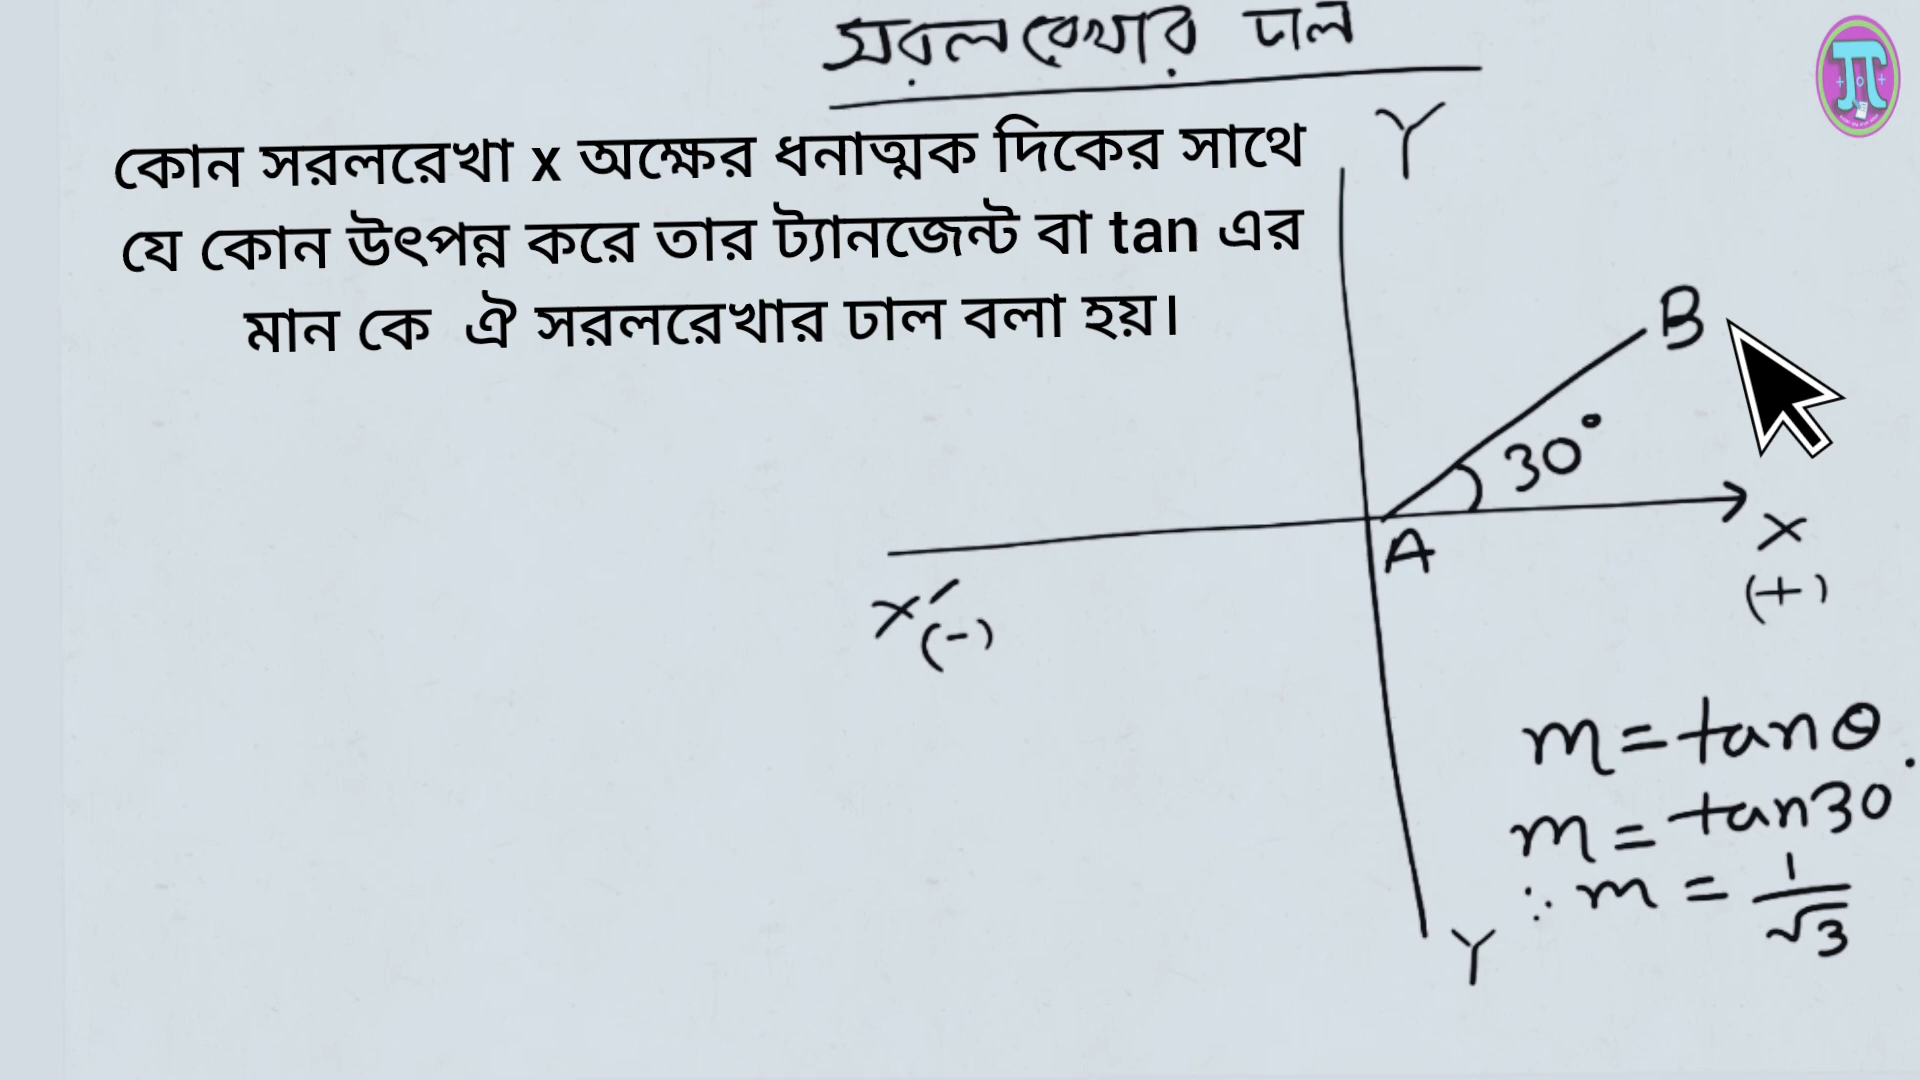 সরলরেখার ঢাল
কোন সরলরেখা x অক্ষের ধনাত্মক দিকের সাথে
যে কোন উৎপন্ন করে তার ট্যানজেন্ট বা tan এর
মান কে ঐ সরলরেখার ঢাল বলা হয়।
Y
B
30°
A
X
(+)
X′
(-)
m = tanθ.
m = tan30
∴ m = 1/√3
Y